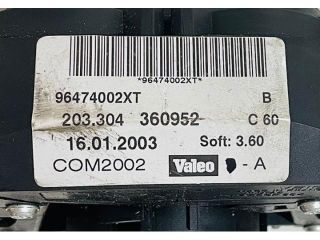 *96474002XT*
96474002XT B
203.304 360952 C 60
16.01.2003 Soft: 3.60
COM2002 Valeo - A